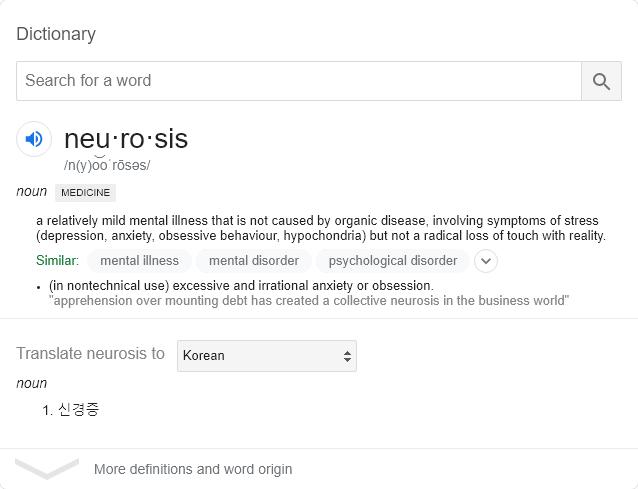 Dictionary
Search for a word
neu·ro·sis
/n(y)o͝oˈrōsəs/
noun MEDICINE
a relatively mild mental illness that is not caused by organic disease, involving symptoms of stress
(depression, anxiety, obsessive behaviour, hypochondria) but not a radical loss of touch with reality.
Similar: mental illness mental disorder psychological disorder
• (in nontechnical use) excessive and irrational anxiety or obsession.
"apprehension over mounting debt has created a collective neurosis in the business world"
Translate neurosis to Korean
noun
1. 신경증
More definitions and word origin